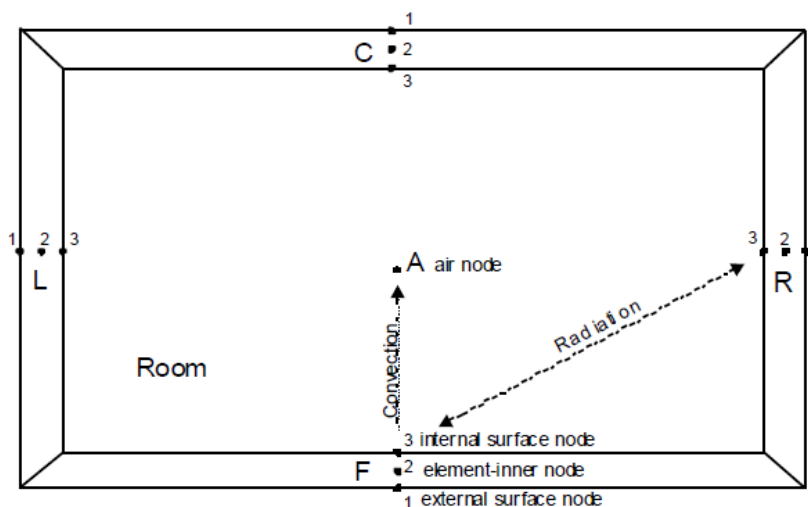 1
C 2
3
1 2 3
L
3 2
R
A air node
Radiation
Convection
Room
3 internal surface node
F 2 element-inner node
1 external surface node